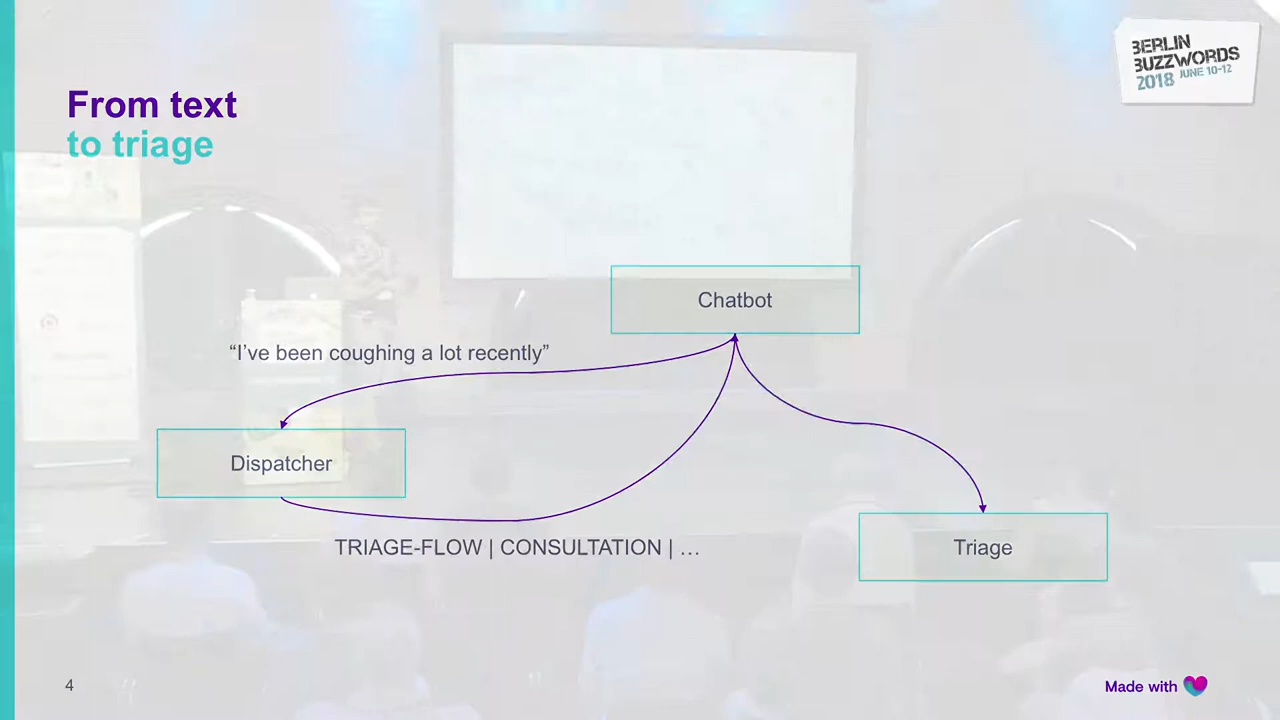 BERLIN
BUZZWORDS
2018 JUNE 10-12
From text
to triage
Chatbot
“I’ve been coughing a lot recently”
Dispatcher
TRIAGE-FLOW | CONSULTATION | …
Triage
4
Made with